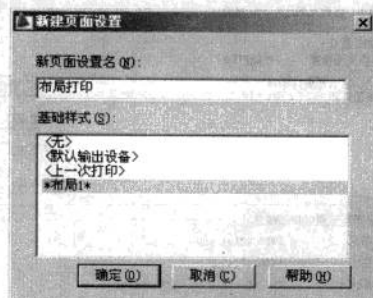 新建页面设置
新页面设置名(N):
布局打印
基础样式(S):
<无>
<默认输出设备>
<上一次打印>
*布局1*
确定(O)
取消(C)
帮助(H)